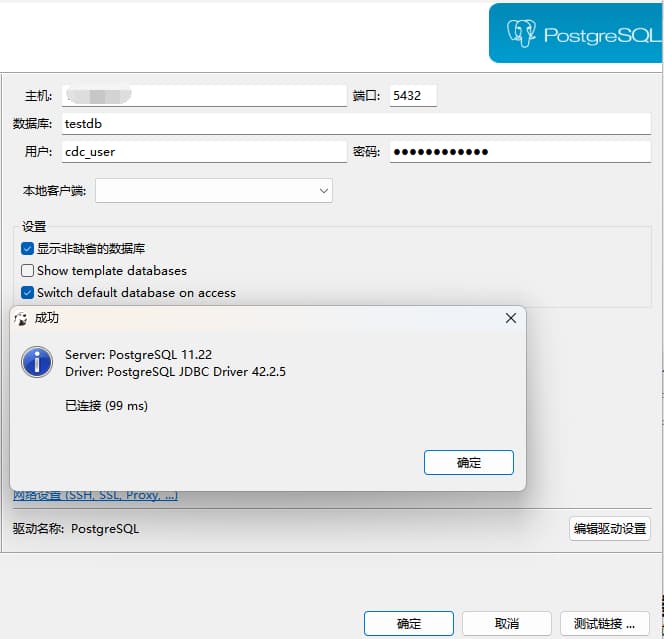 PostgreSQL
主机:
端口: 5432
数据库: testdb
用户: cdc_user
密码: ●●●●●●●●●●●●
本地客户端:
设置
显示非缺省的数据库
Show template databases
Switch default database on access
成功
Server: PostgreSQL 11.22
Driver: PostgreSQL JDBC Driver 42.2.5
已连接 (99 ms)
确定
网络设置 (SSH, SSL, Proxy, ...)
驱动名称: PostgreSQL
编辑驱动设置
确定
取消
测试链接 ...